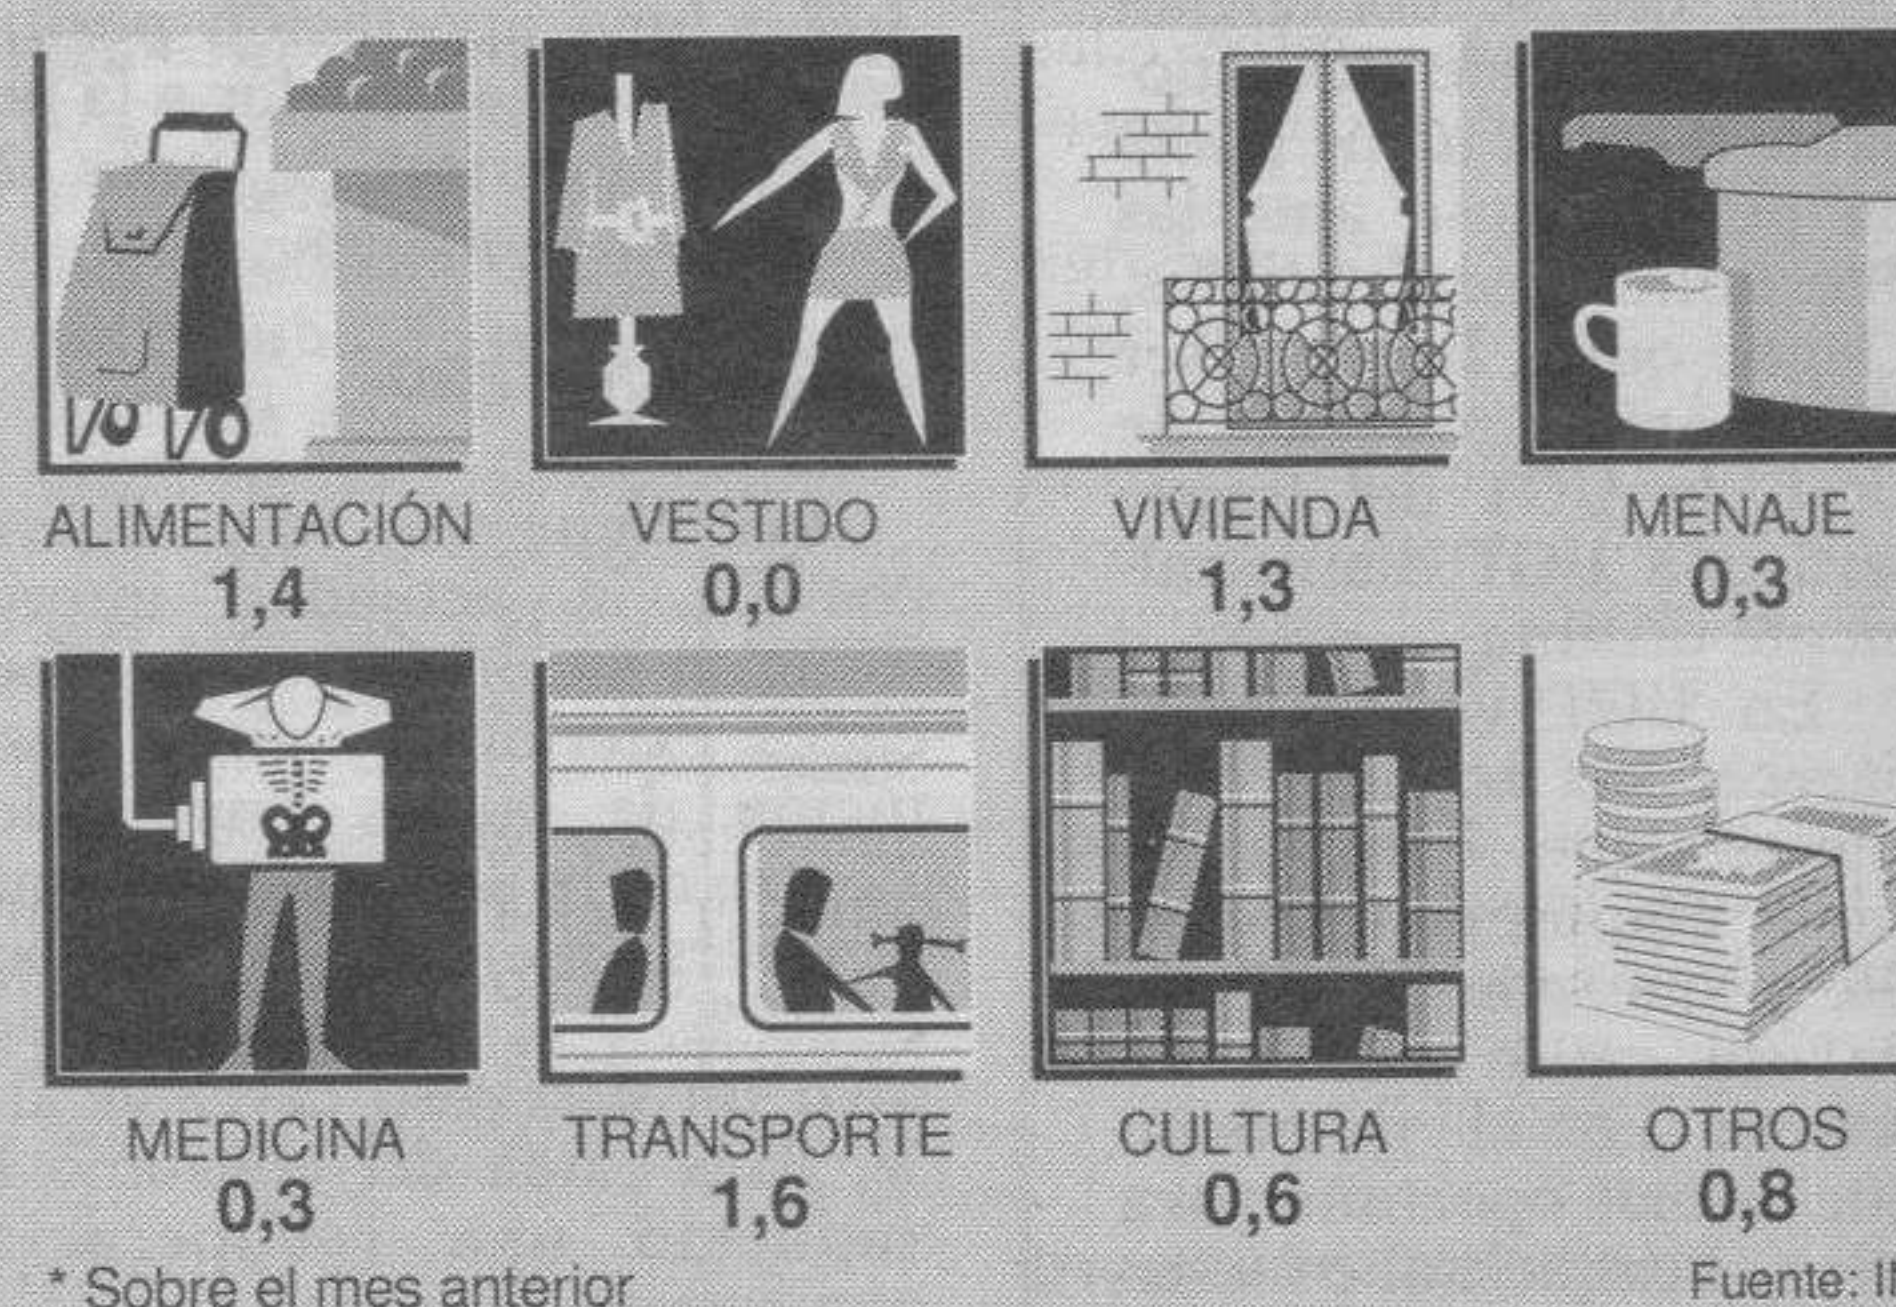 ALIMENTACIÓN VESTIDO VIVIENDA MENAJE
1,4 0,0 1,3 0,3
MEDICINA TRANSPORTE CULTURA OTROS
0,3 1,6 0,6 0,8
* Sobre el mes anterior Fuente: